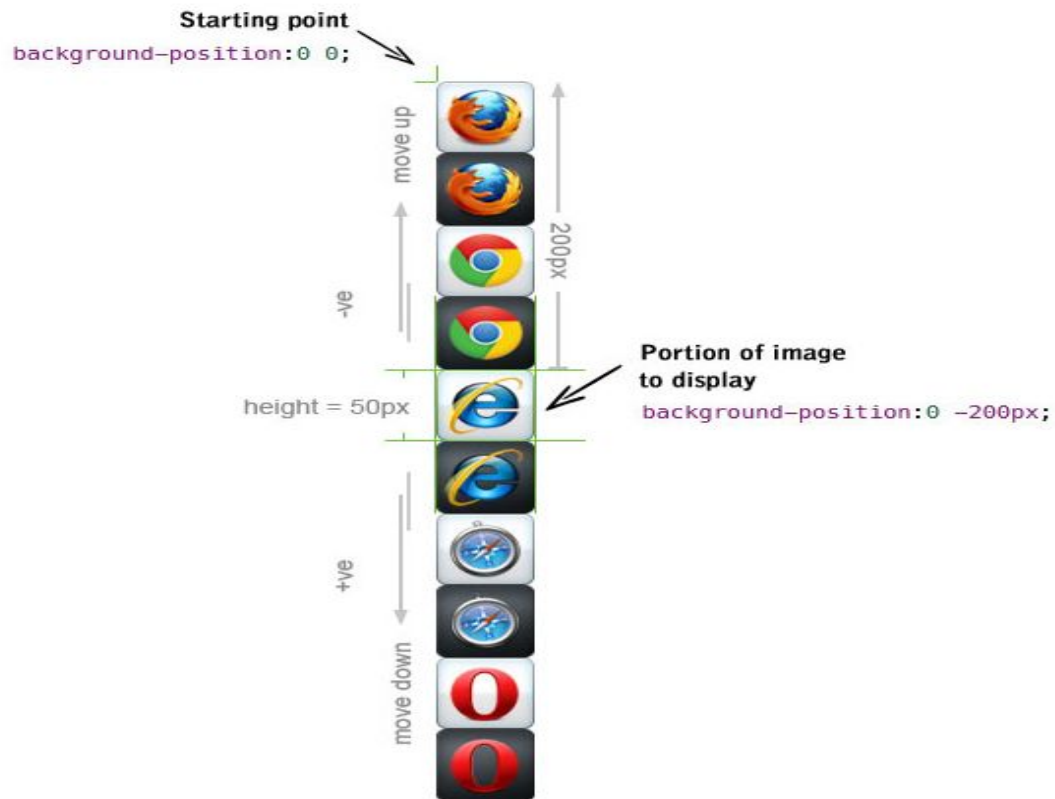 Starting point
background-position:0 0;
move up
200px
-ve
Portion of image
to display
height = 50px
background-position:0 -200px;
+ve
move down